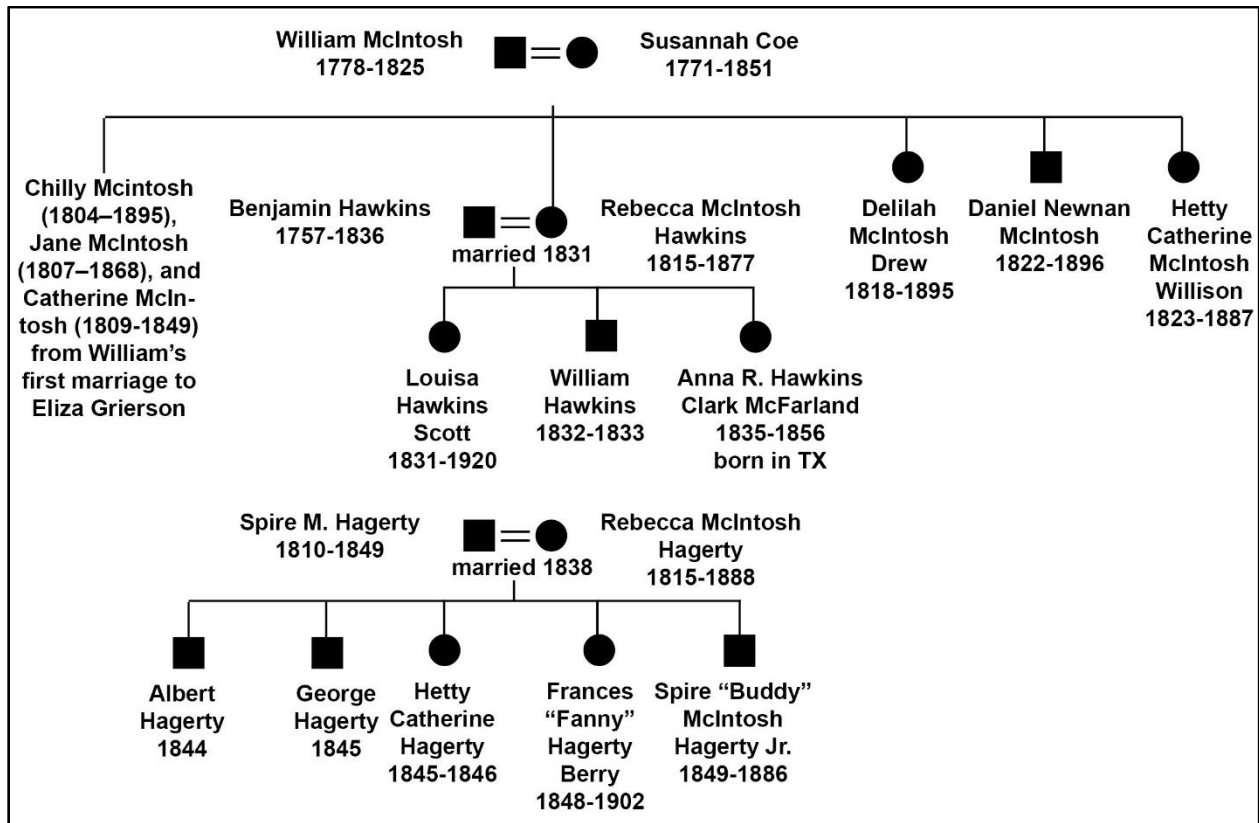 William McIntosh
1778-1825
Susannah Coe
1771-1851
Chilly Mcintosh
(1804–1895),
Jane McIntosh
(1807–1868), and
Catherine McIn-
tosh (1809-1849)
from William’s
first marriage to
Eliza Grierson
Benjamin Hawkins
1757-1836
married 1831
Rebecca McIntosh
Hawkins
1815-1877
Delilah
McIntosh
Drew
1818-1895
Daniel Newnan
McIntosh
1822-1896
Hetty
Catherine
McIntosh
Willison
1823-1887
Louisa
Hawkins
Scott
1831-1920
William
Hawkins
1832-1833
Anna R. Hawkins
Clark McFarland
1835-1856
born in TX
Spire M. Hagerty
1810-1849
married 1838
Rebecca McIntosh
Hagerty
1815-1888
Albert
Hagerty
1844
George
Hagerty
1845
Hetty
Catherine
Hagerty
1845-1846
Frances
“Fanny”
Hagerty
Berry
1848-1902
Spire “Buddy”
McIntosh
Hagerty Jr.
1849-1886